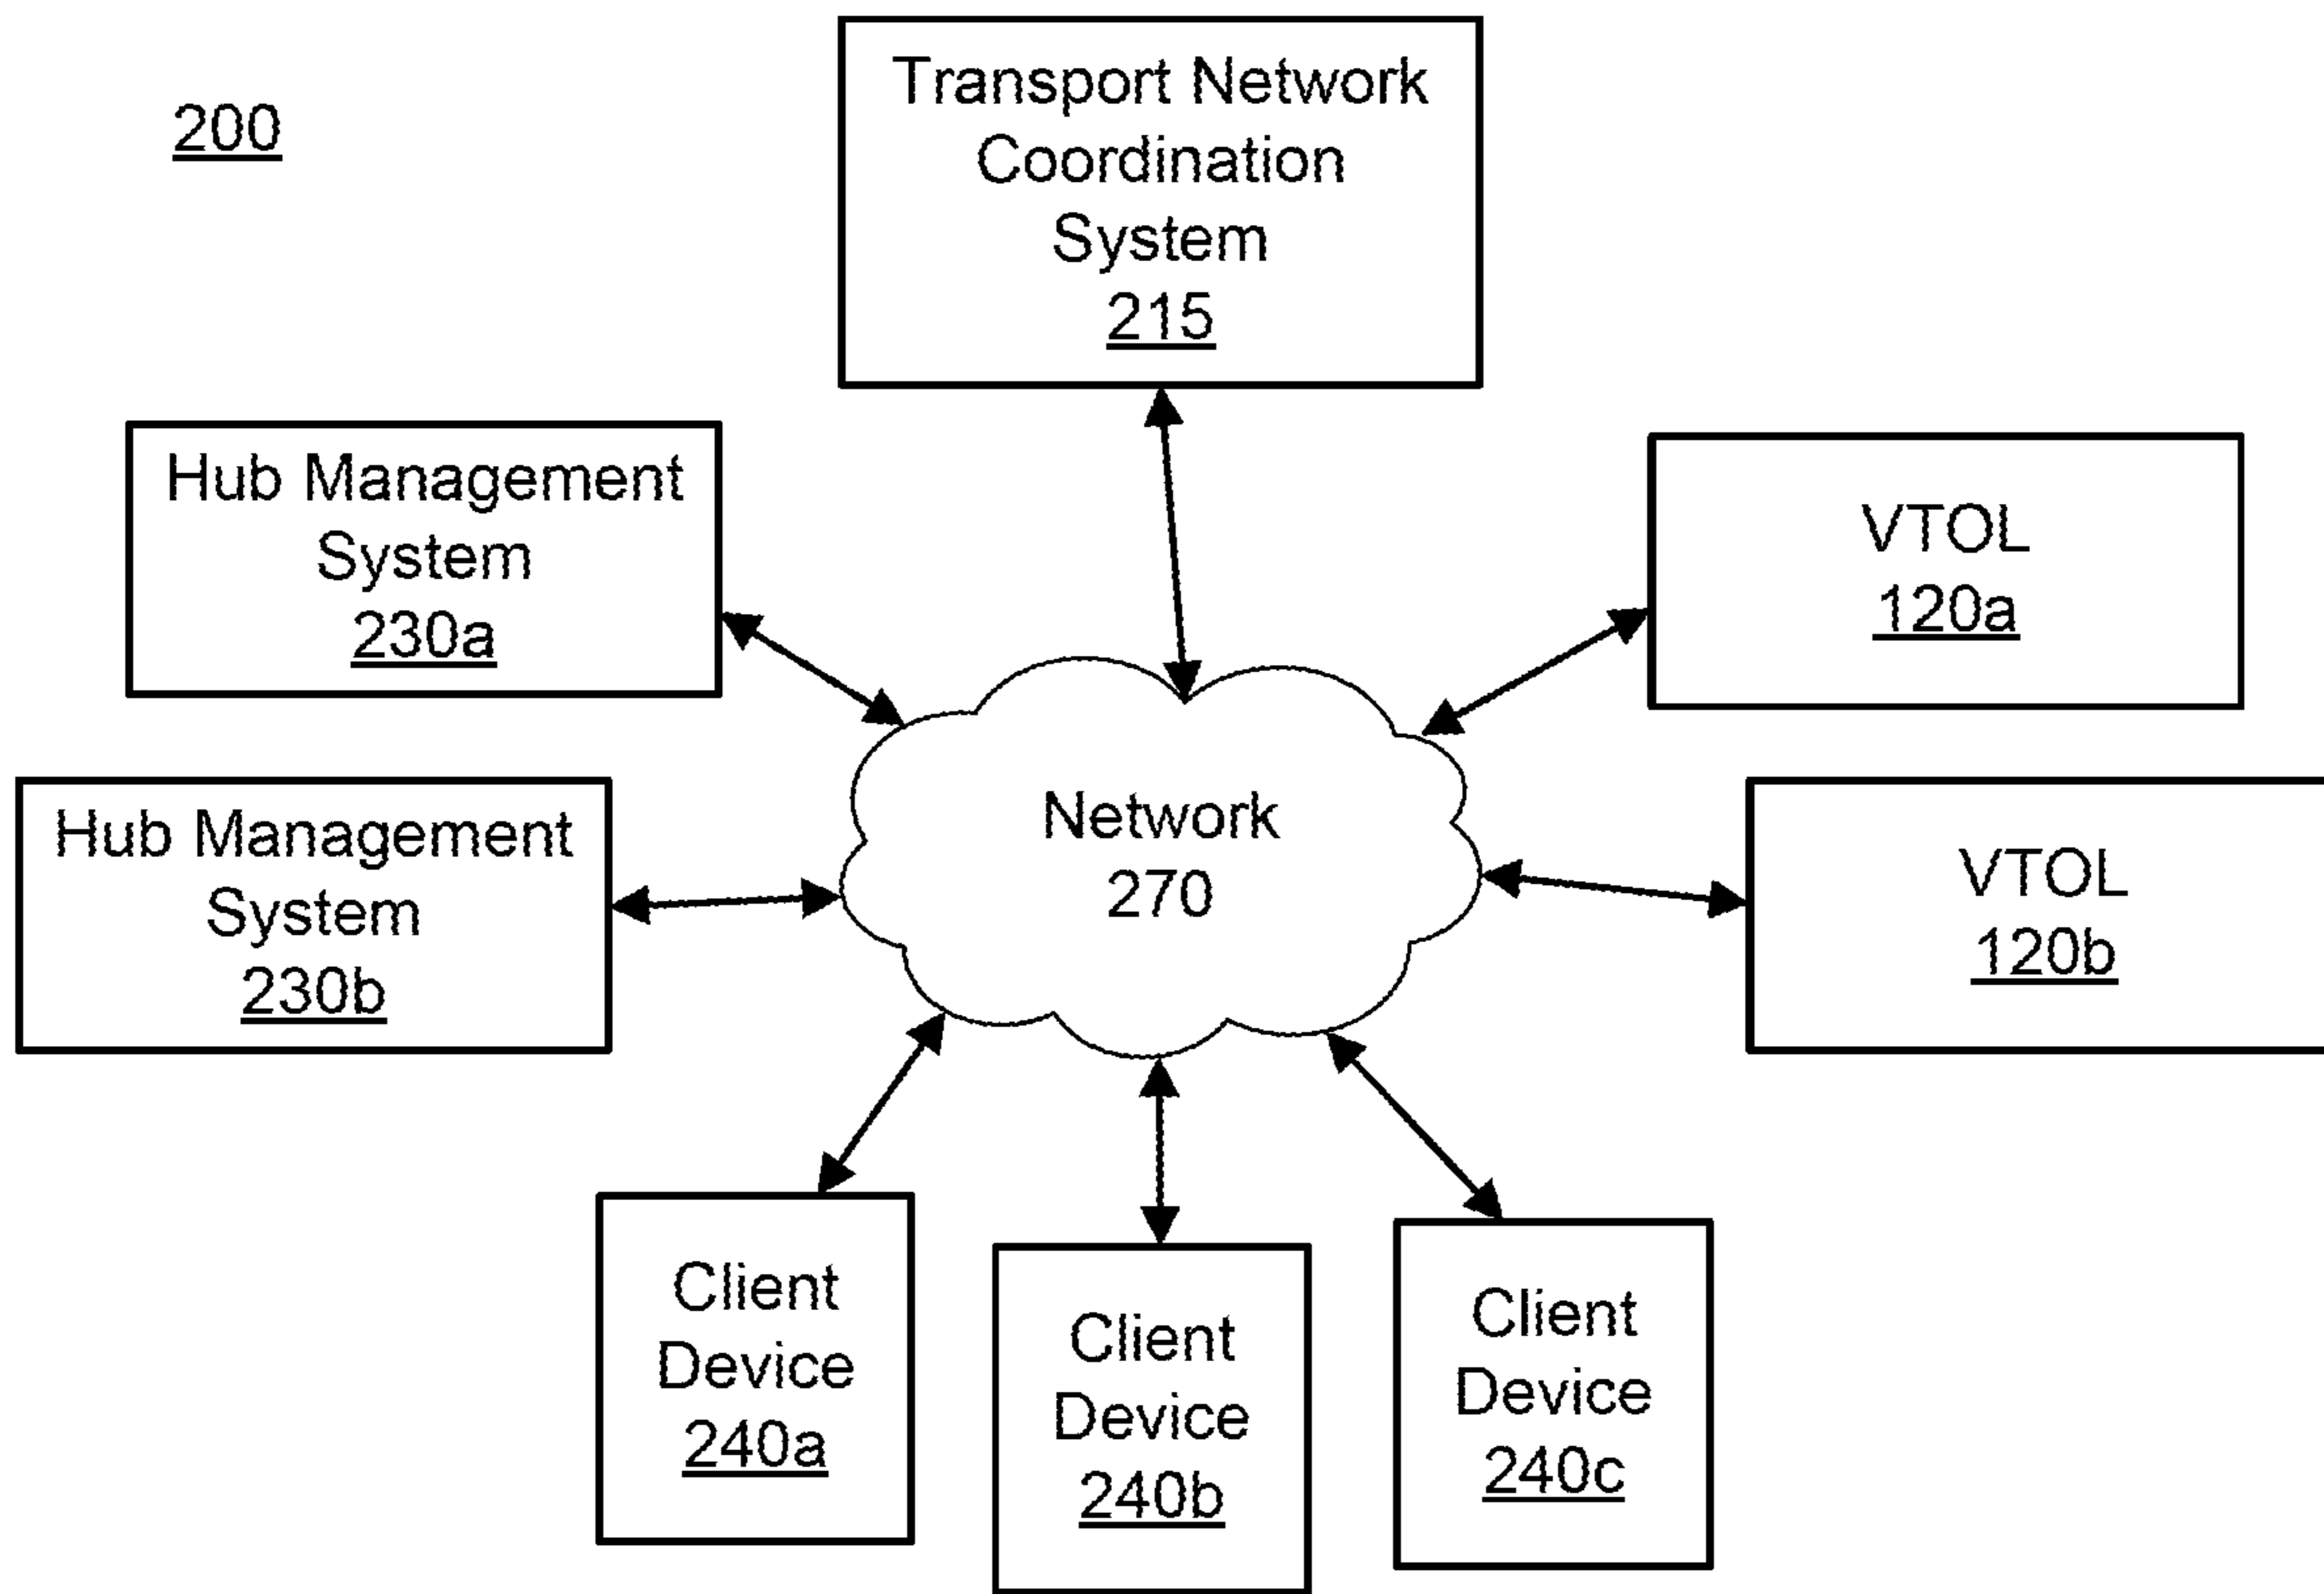 200
Transport Network
Coordination
System
215
Hub Management
System
230a
VTOL
120a
Hub Management
System
230b
Network
270
VTOL
120b
Client
Device
240a
Client
Device
240b
Client
Device
240c